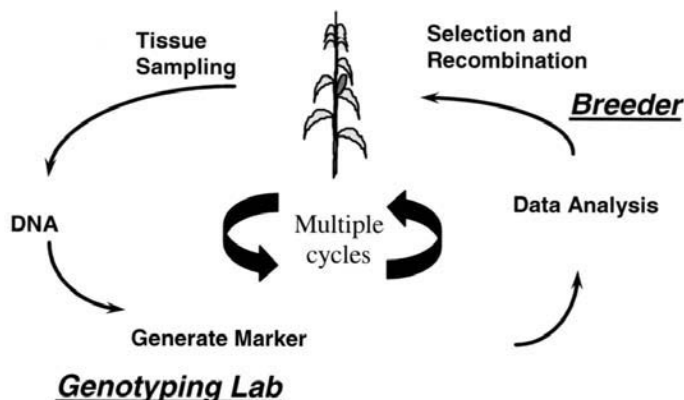 Tissue
Sampling
Selection and
Recombination
Breeder
DNA
Multiple
cycles
Data Analysis
Generate Marker
Genotyping Lab